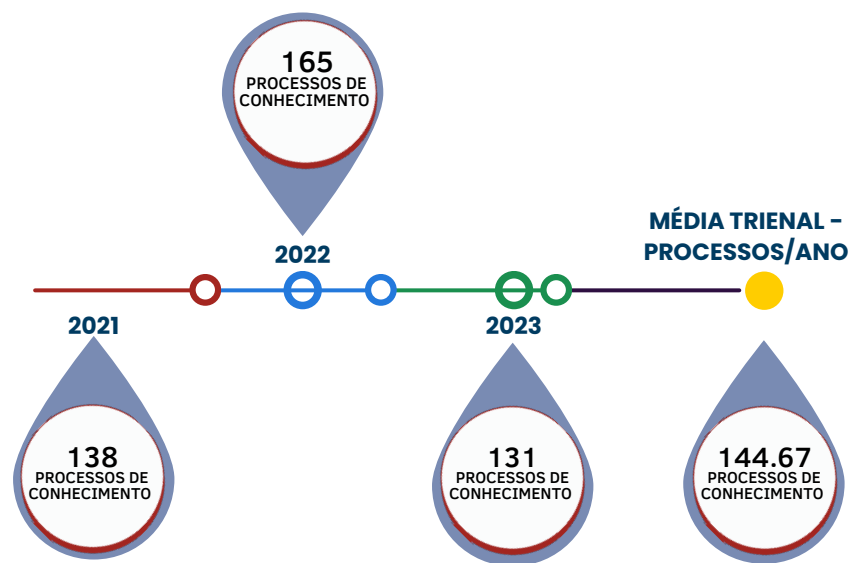 165
PROCESSOS DE
CONHECIMENTO
2022
MÉDIA TRIENAL –
PROCESSOS/ANO
2021
2023
138
PROCESSOS DE
CONHECIMENTO
131
PROCESSOS DE
CONHECIMENTO
144.67
PROCESSOS DE
CONHECIMENTO